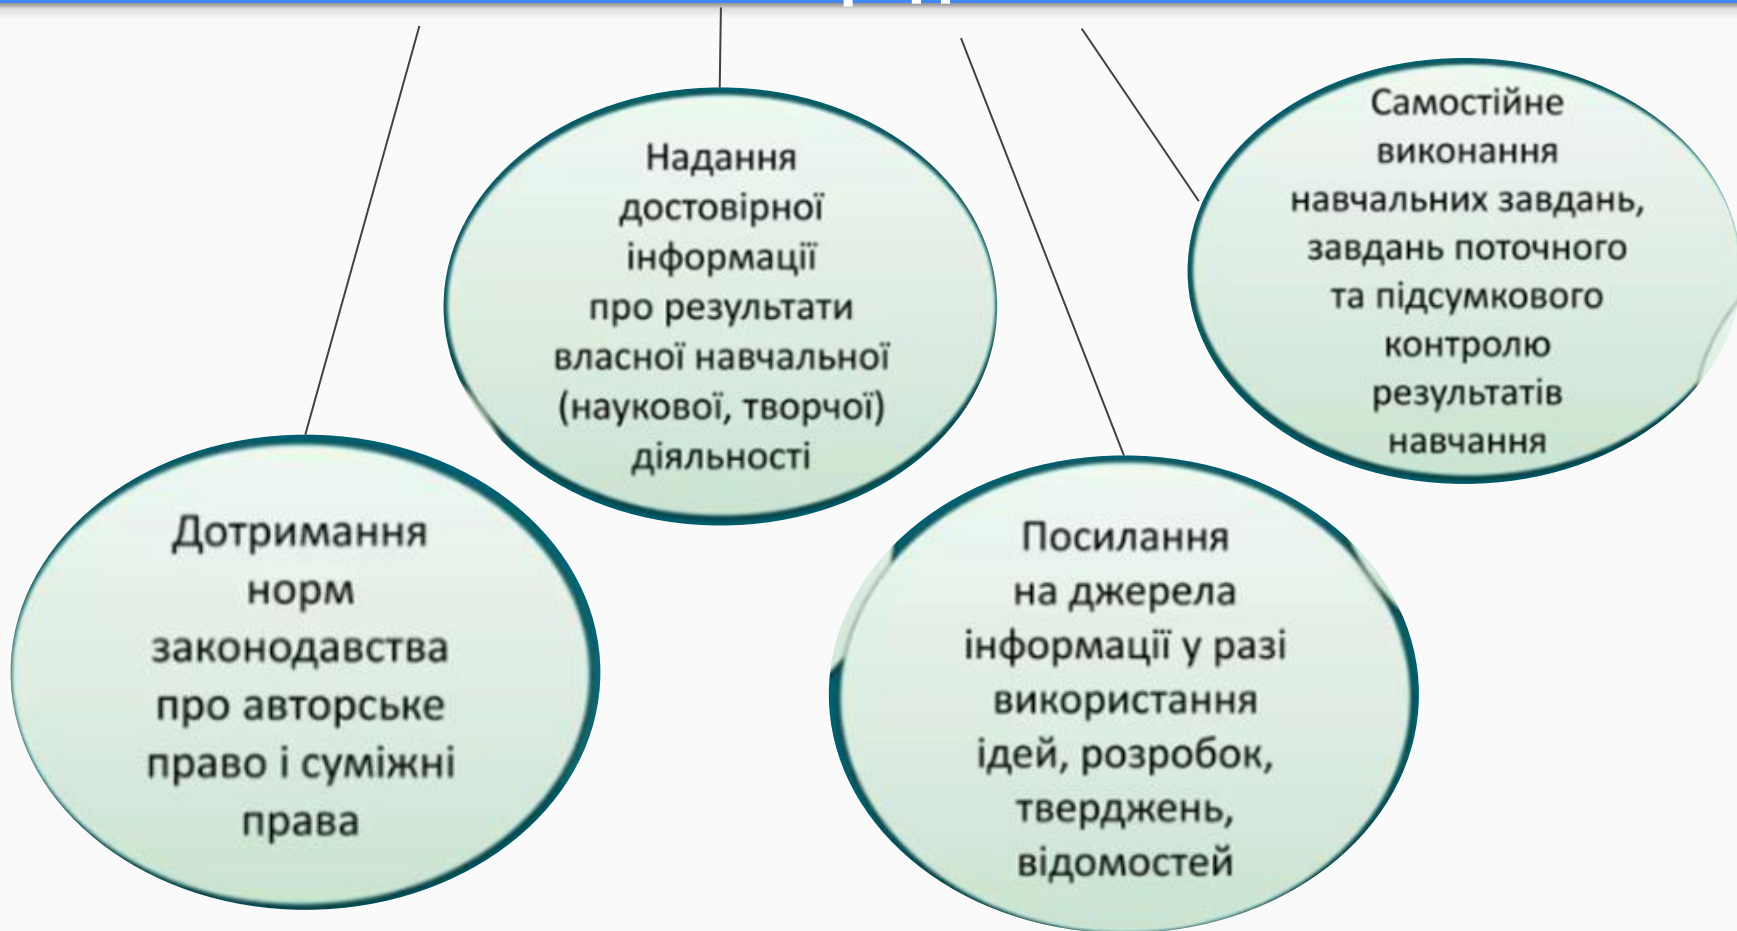 Надання
достовірної
інформації
про результати
власної навчальної
(наукової, творчої)
діяльності
Самостійне
виконання
навчальних завдань,
завдань поточного
та підсумкового
контролю
результатів
навчання
Дотримання
норм
законодавства
про авторське
право і суміжні
права
Посилання
на джерела
інформації у разі
використання
ідей, розробок,
тверджень,
відомостей